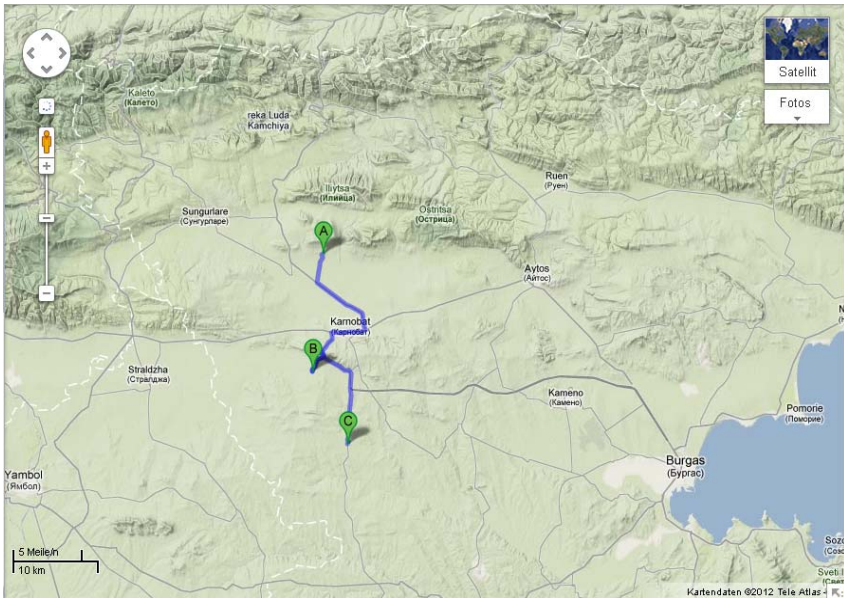 Satellit
Fotos
Kaleto
(Калето)
reka Luda
Kamchiya
Iliytsa
(Илийца)
Ostritsa
(Острица)
Ruen
(Руен)
Sungurlare
(Сунгурларе)
A
Aytos
(Айтос)
Karnobat
(Карнобат)
B
Straldzha
(Стралджа)
Kameno
(Камено)
Pomorie
(Поморие)
C
Burgas
(Бургас)
Yambol
(Ямбол)
5 Meile/n
10 km
Kartendaten ©2012 Tele Atlas -